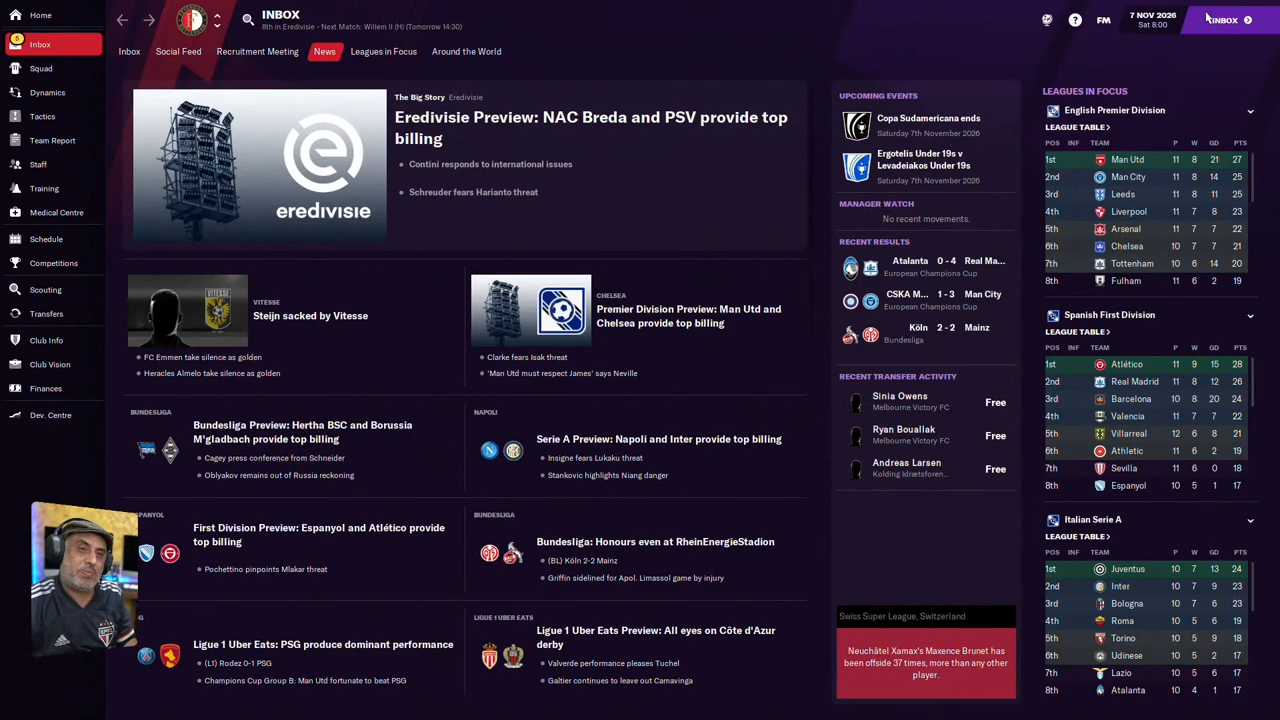 Home
5
Inbox
Squad
Dynamics
Tactics
Team Report
Staff
Training
Medical Centre
Schedule
Competitions
Scouting
Transfers
Club Info
Club Vision
Finances
Dev. Centre
INBOX
8th in Eredivisie - Next Match: Willem II (H) (Tomorrow 14:30)
?
FM
7 NOV 2026
Sat 8:00
INBOX
Inbox
Social Feed
Recruitment Meeting
News
Leagues in Focus
Around the World
eredivisie
The Big Story Eredivisie
Eredivisie Preview: NAC Breda and PSV provide top
billing
Contini responds to international issues
Schreuder fears Harianto threat
VITESSE
Steijn sacked by Vitesse
FC Emmen take silence as golden
Heracles Almelo take silence as golden
CHELSEA
Premier Division Preview: Man Utd and
Chelsea provide top billing
Clarke fears Isak threat
'Man Utd must respect James' says Neville
BUNDESLIGA
Bundesliga Preview: Hertha BSC and Borussia
M'gladbach provide top billing
Cagey press conference from Schneider
Oblyakov remains out of Russia reckoning
NAPOLI
Serie A Preview: Napoli and Inter provide top billing
Insigne fears Lukaku threat
Stankovic highlights Niang danger
SPANYOL
First Division Preview: Espanyol and Atlético provide
top billing
Pochettino pinpoints Mlakar threat
BUNDESLIGA
Bundesliga: Honours even at RheinEnergieStadion
(BL) Köln 2-2 Mainz
Griffin sidelined for Apol. Limassol game by injury
Ligue 1 Uber Eats: PSG produce dominant performance
(L1) Rodez 0-1 PSG
Champions Cup Group B: Man Utd fortunate to beat PSG
LIGUE 1 UBER EATS
Ligue 1 Uber Eats Preview: All eyes on Côte d'Azur
derby
Valverde performance pleases Tuchel
Galtier continues to leave out Camavinga
UPCOMING EVENTS
Copa Sudamericana ends
Saturday 7th November 2026
Ergotelis Under 19s v
Levadeiakos Under 19s
Saturday 7th November 2026
MANAGER WATCH
No recent movements.
RECENT RESULTS
Atalanta 0 - 4 Real Ma...
European Champions Cup
CSKA M... 1 - 3 Man City
European Champions Cup
Köln 2 - 2 Mainz
Bundesliga
RECENT TRANSFER ACTIVITY
Sinia Owens
Melbourne Victory FC
Free
Ryan Bouallak
Melbourne Victory FC
Free
Andreas Larsen
Kolding Idrætsforen...
Free
Swiss Super League, Switzerland
Neuchâtel Xamax's Maxence Brunet has
been offside 37 times, more than any other
player.
LEAGUES IN FOCUS
English Premier Division
LEAGUE TABLE
POS INF TEAM P W GD PTS
1st Man Utd 11 8 21 27
2nd Man City 11 8 14 25
3rd Leeds 11 8 11 25
4th Liverpool 11 7 8 23
5th Arsenal 11 7 7 22
6th Chelsea 10 7 7 21
7th Tottenham 10 6 14 20
8th Fulham 11 6 2 19
Spanish First Division
LEAGUE TABLE
POS INF TEAM P W GD PTS
1st Atlético 11 9 15 28
2nd Real Madrid 11 8 12 26
3rd Barcelona 10 8 20 24
4th Valencia 11 7 7 22
5th Villarreal 12 6 8 21
6th Athletic 11 6 2 19
7th Sevilla 11 6 0 18
8th Espanyol 10 5 1 17
Italian Serie A
LEAGUE TABLE
POS INF TEAM P W GD PTS
1st Juventus 10 7 13 24
2nd Inter 10 7 9 23
3rd Bologna 10 7 6 23
4th Roma 10 6 5 19
5th Torino 10 5 9 18
6th Udinese 10 5 2 17
7th Lazio 10 5 6 17
8th Atalanta 10 4 1 17